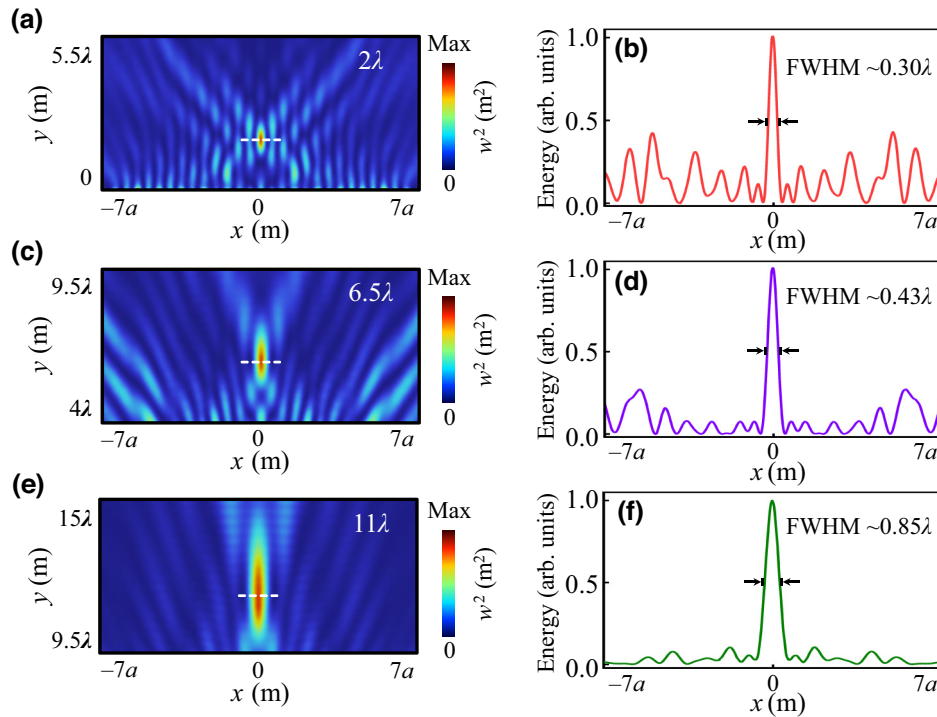 (a)
5.5λ
y (m)
0
2λ
−7a 0 7a
x (m)
Max
w² (m²)
0
(b)
1.0
0.5
0.0
Energy (arb. units)
FWHM ~0.30λ
−7a 0 7a
x (m)
(c)
9.5λ
y (m)
4λ
6.5λ
−7a 0 7a
x (m)
Max
w² (m²)
0
(d)
1.0
0.5
0.0
Energy (arb. units)
FWHM ~0.43λ
−7a 0 7a
x (m)
(e)
15λ
y (m)
9.5λ
11λ
−7a 0 7a
x (m)
Max
w² (m²)
0
(f)
1.0
0.5
0.0
Energy (arb. units)
FWHM ~0.85λ
−7a 0 7a
x (m)